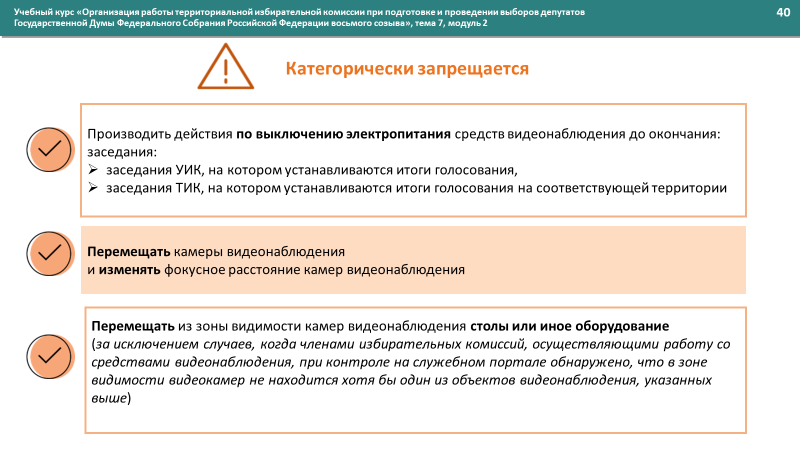 Учебный курс «Организация работы территориальной избирательной комиссии при подготовке и проведении выборов депутатов
Государственной Думы Федерального Собрания Российской Федерации восьмого созыва», тема 7, модуль 2
40
Категорически запрещается
Производить действия по выключению электропитания средств видеонаблюдения до окончания:
заседания:
➢ заседания УИК, на котором устанавливаются итоги голосования,
➢ заседания ТИК, на котором устанавливаются итоги голосования на соответствующей территории
Перемещать камеры видеонаблюдения
и изменять фокусное расстояние камер видеонаблюдения
Перемещать из зоны видимости камер видеонаблюдения столы или иное оборудование
(за исключением случаев, когда членами избирательных комиссий, осуществляющими работу со
средствами видеонаблюдения, при контроле на служебном портале обнаружено, что в зоне
видимости видеокамер не находится хотя бы один из объектов видеонаблюдения, указанных
выше)